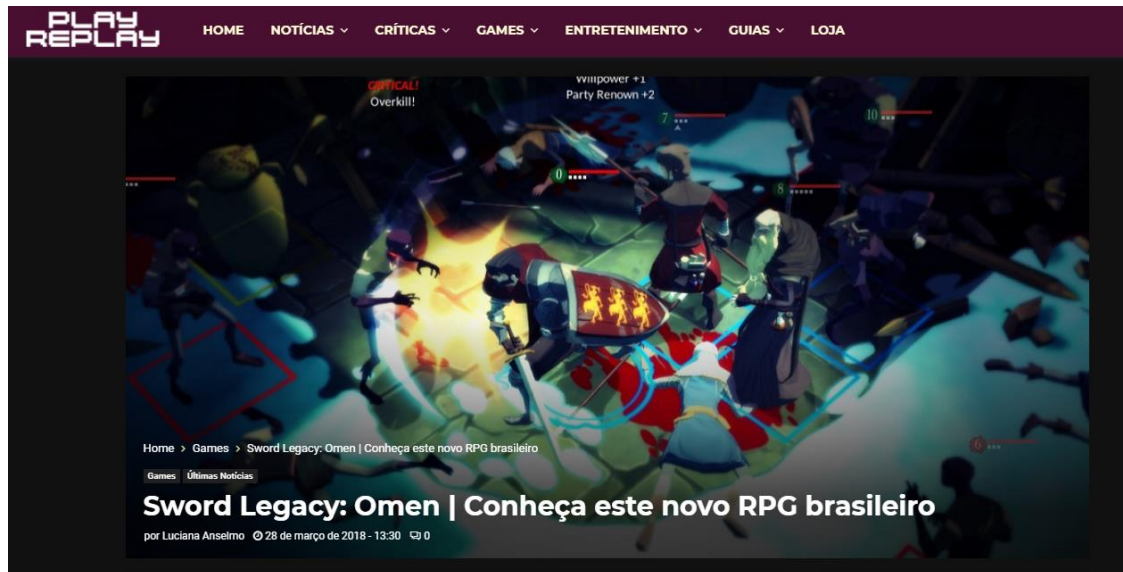 PLAY
REPLAY
HOME NOTÍCIAS CRÍTICAS GAMES ENTRETENIMENTO GUIAS LOJA
CRITICAL!
Overkill!
Willpower +1
Party Renown +2
7
10
0
8
6
Home > Games > Sword Legacy: Omen | Conheça este novo RPG brasileiro
Games Últimas Notícias
Sword Legacy: Omen | Conheça este novo RPG brasileiro
por Luciana Anselmo 28 de março de 2018 - 13:30 0